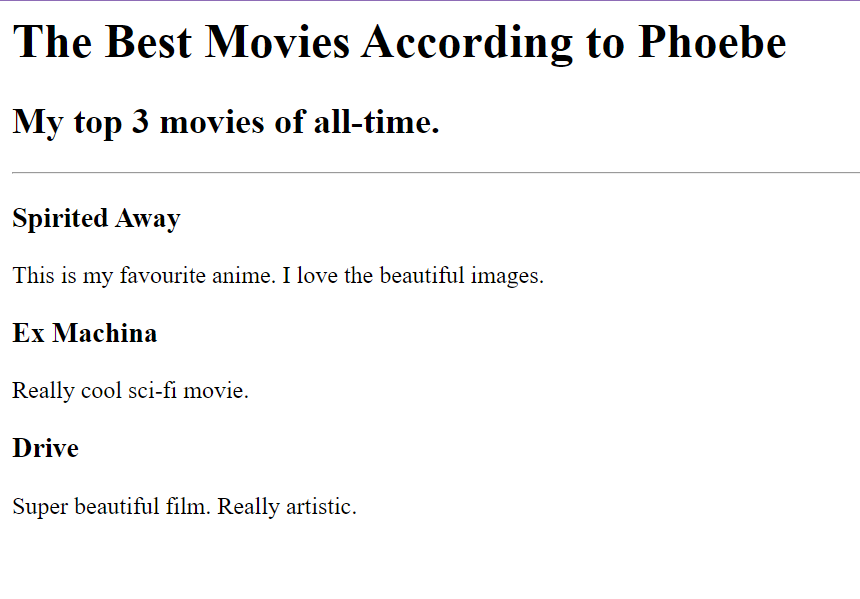 The Best Movies According to Phoebe
My top 3 movies of all-time.
Spirited Away
This is my favourite anime. I love the beautiful images.
Ex Machina
Really cool sci-fi movie.
Drive
Super beautiful film. Really artistic.